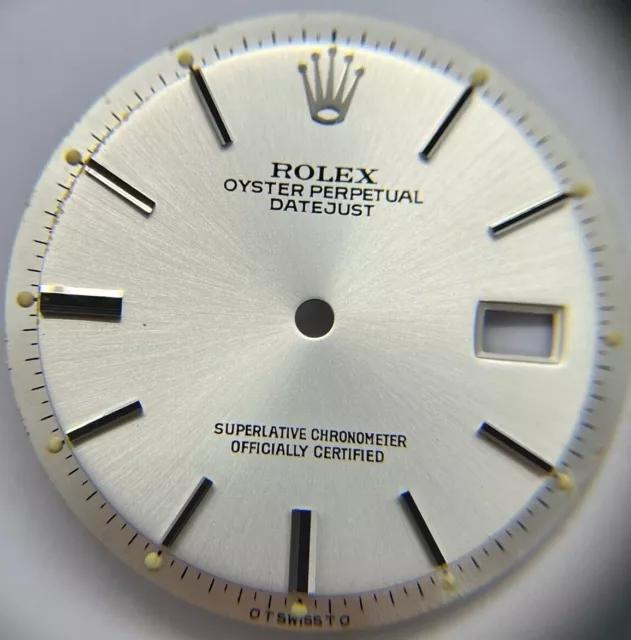 ROLEX
OYSTER PERPETUAL
DATEJUST
SUPERLATIVE CHRONOMETER
OFFICIALLY CERTIFIED
σ T SWISS T σ